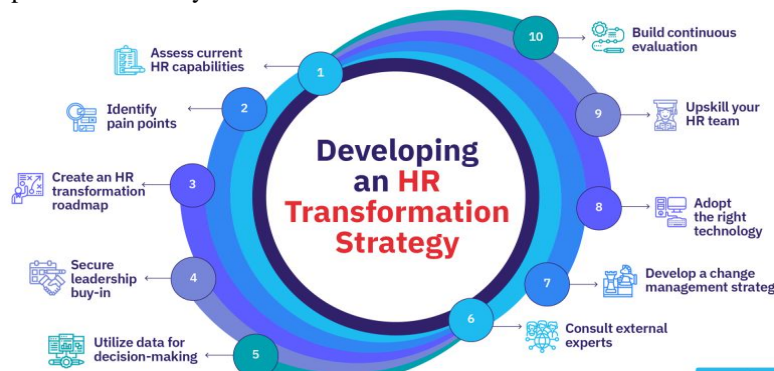 Developing
an HR
Transformation
Strategy
1
Assess current
HR capabilities
2
Identify
pain points
3
Create an HR
transformation
roadmap
4
Secure
leadership
buy-in
5
Utilize data for
decision-making
6
Consult external
experts
7
Develop a change
management strateg
8
Adopt
the right
technology
9
Upskill your
HR team
10
Build continuous
evaluation